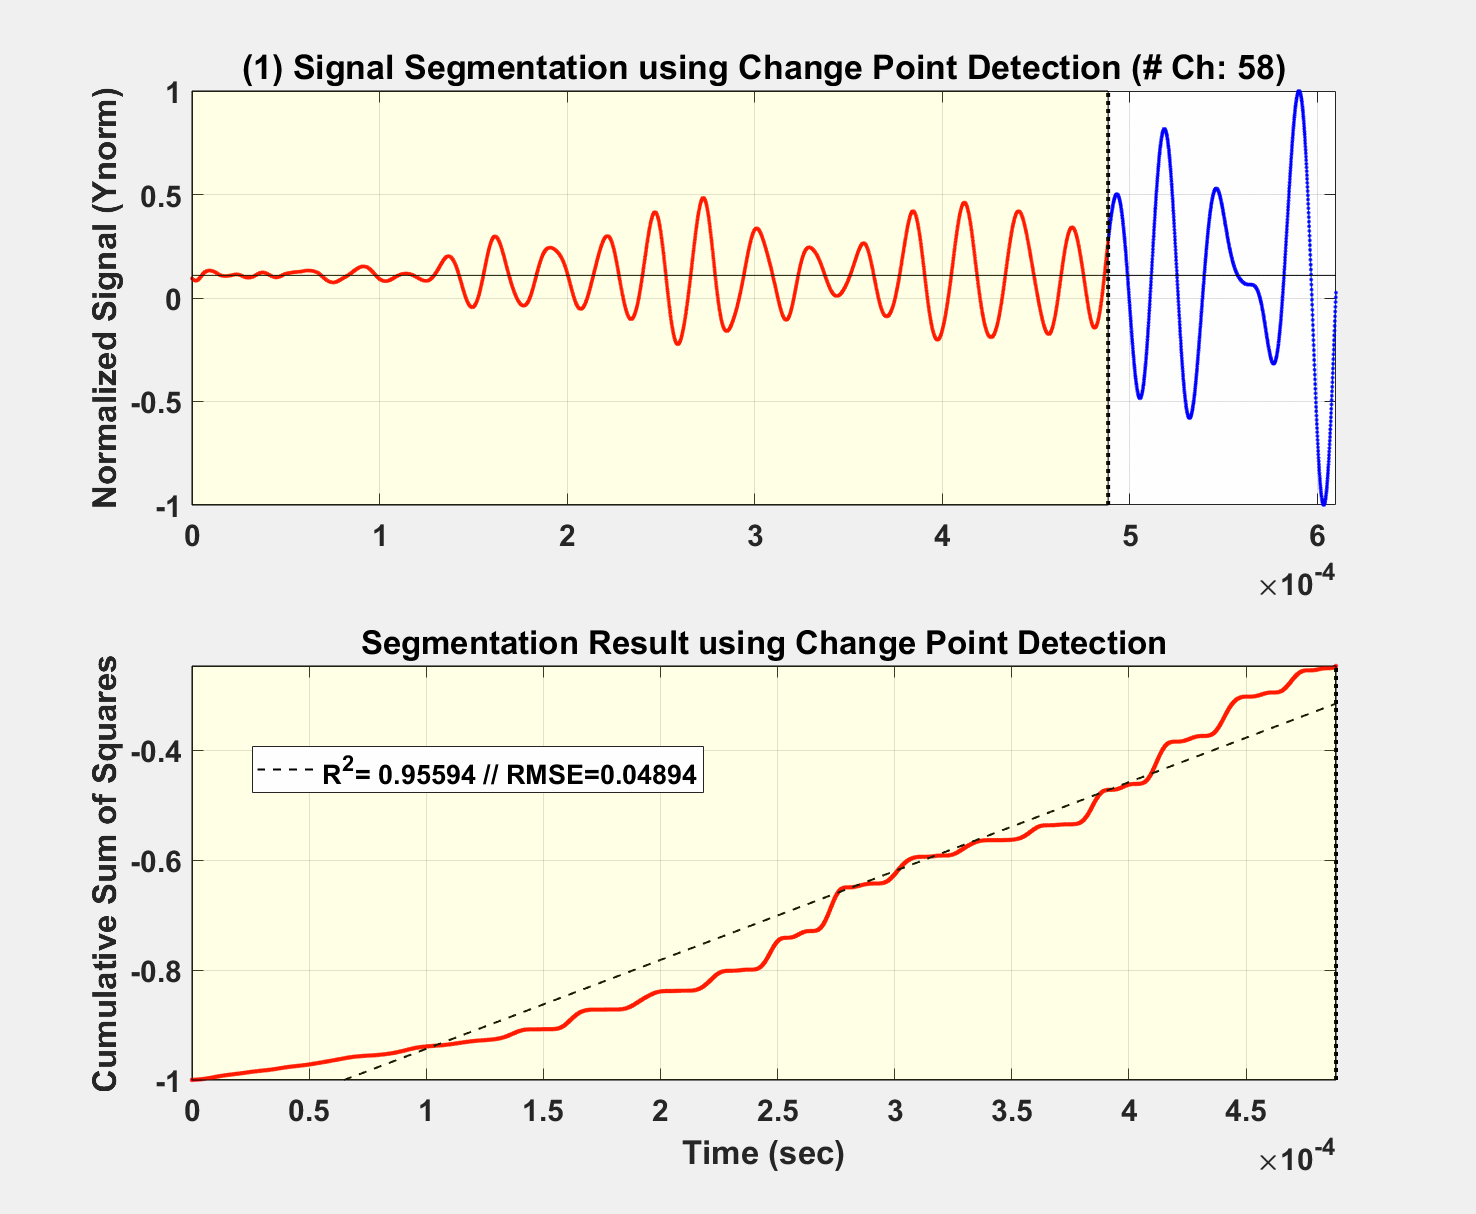 (1) Signal Segmentation using Change Point Detection (# Ch: 58)
Normalized Signal (Ynorm)
1
0.5
0
-0.5
-1
0 1 2 3 4 5 6
×10-4
Segmentation Result using Change Point Detection
Cumulative Sum of Squares
-0.4
-0.6
-0.8
-1
R2= 0.95594 // RMSE=0.04894
0 0.5 1 1.5 2 2.5 3 3.5 4 4.5
Time (sec)
×10-4